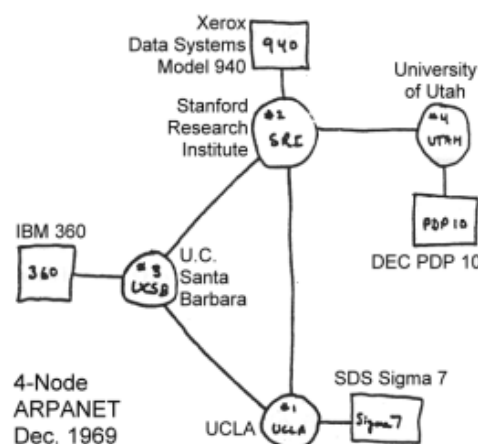 Xerox
Data Systems
Model 940
940
University
of Utah
Stanford
Research
Institute
#2
SRI
#4
UTAH
PDP 10
DEC PDP 10
IBM 360
360
#3
UCSB
U.C.
Santa
Barbara
4-Node
ARPANET
Dec. 1969
UCLA
#1
UCLA
SDS Sigma 7
Sigma 7